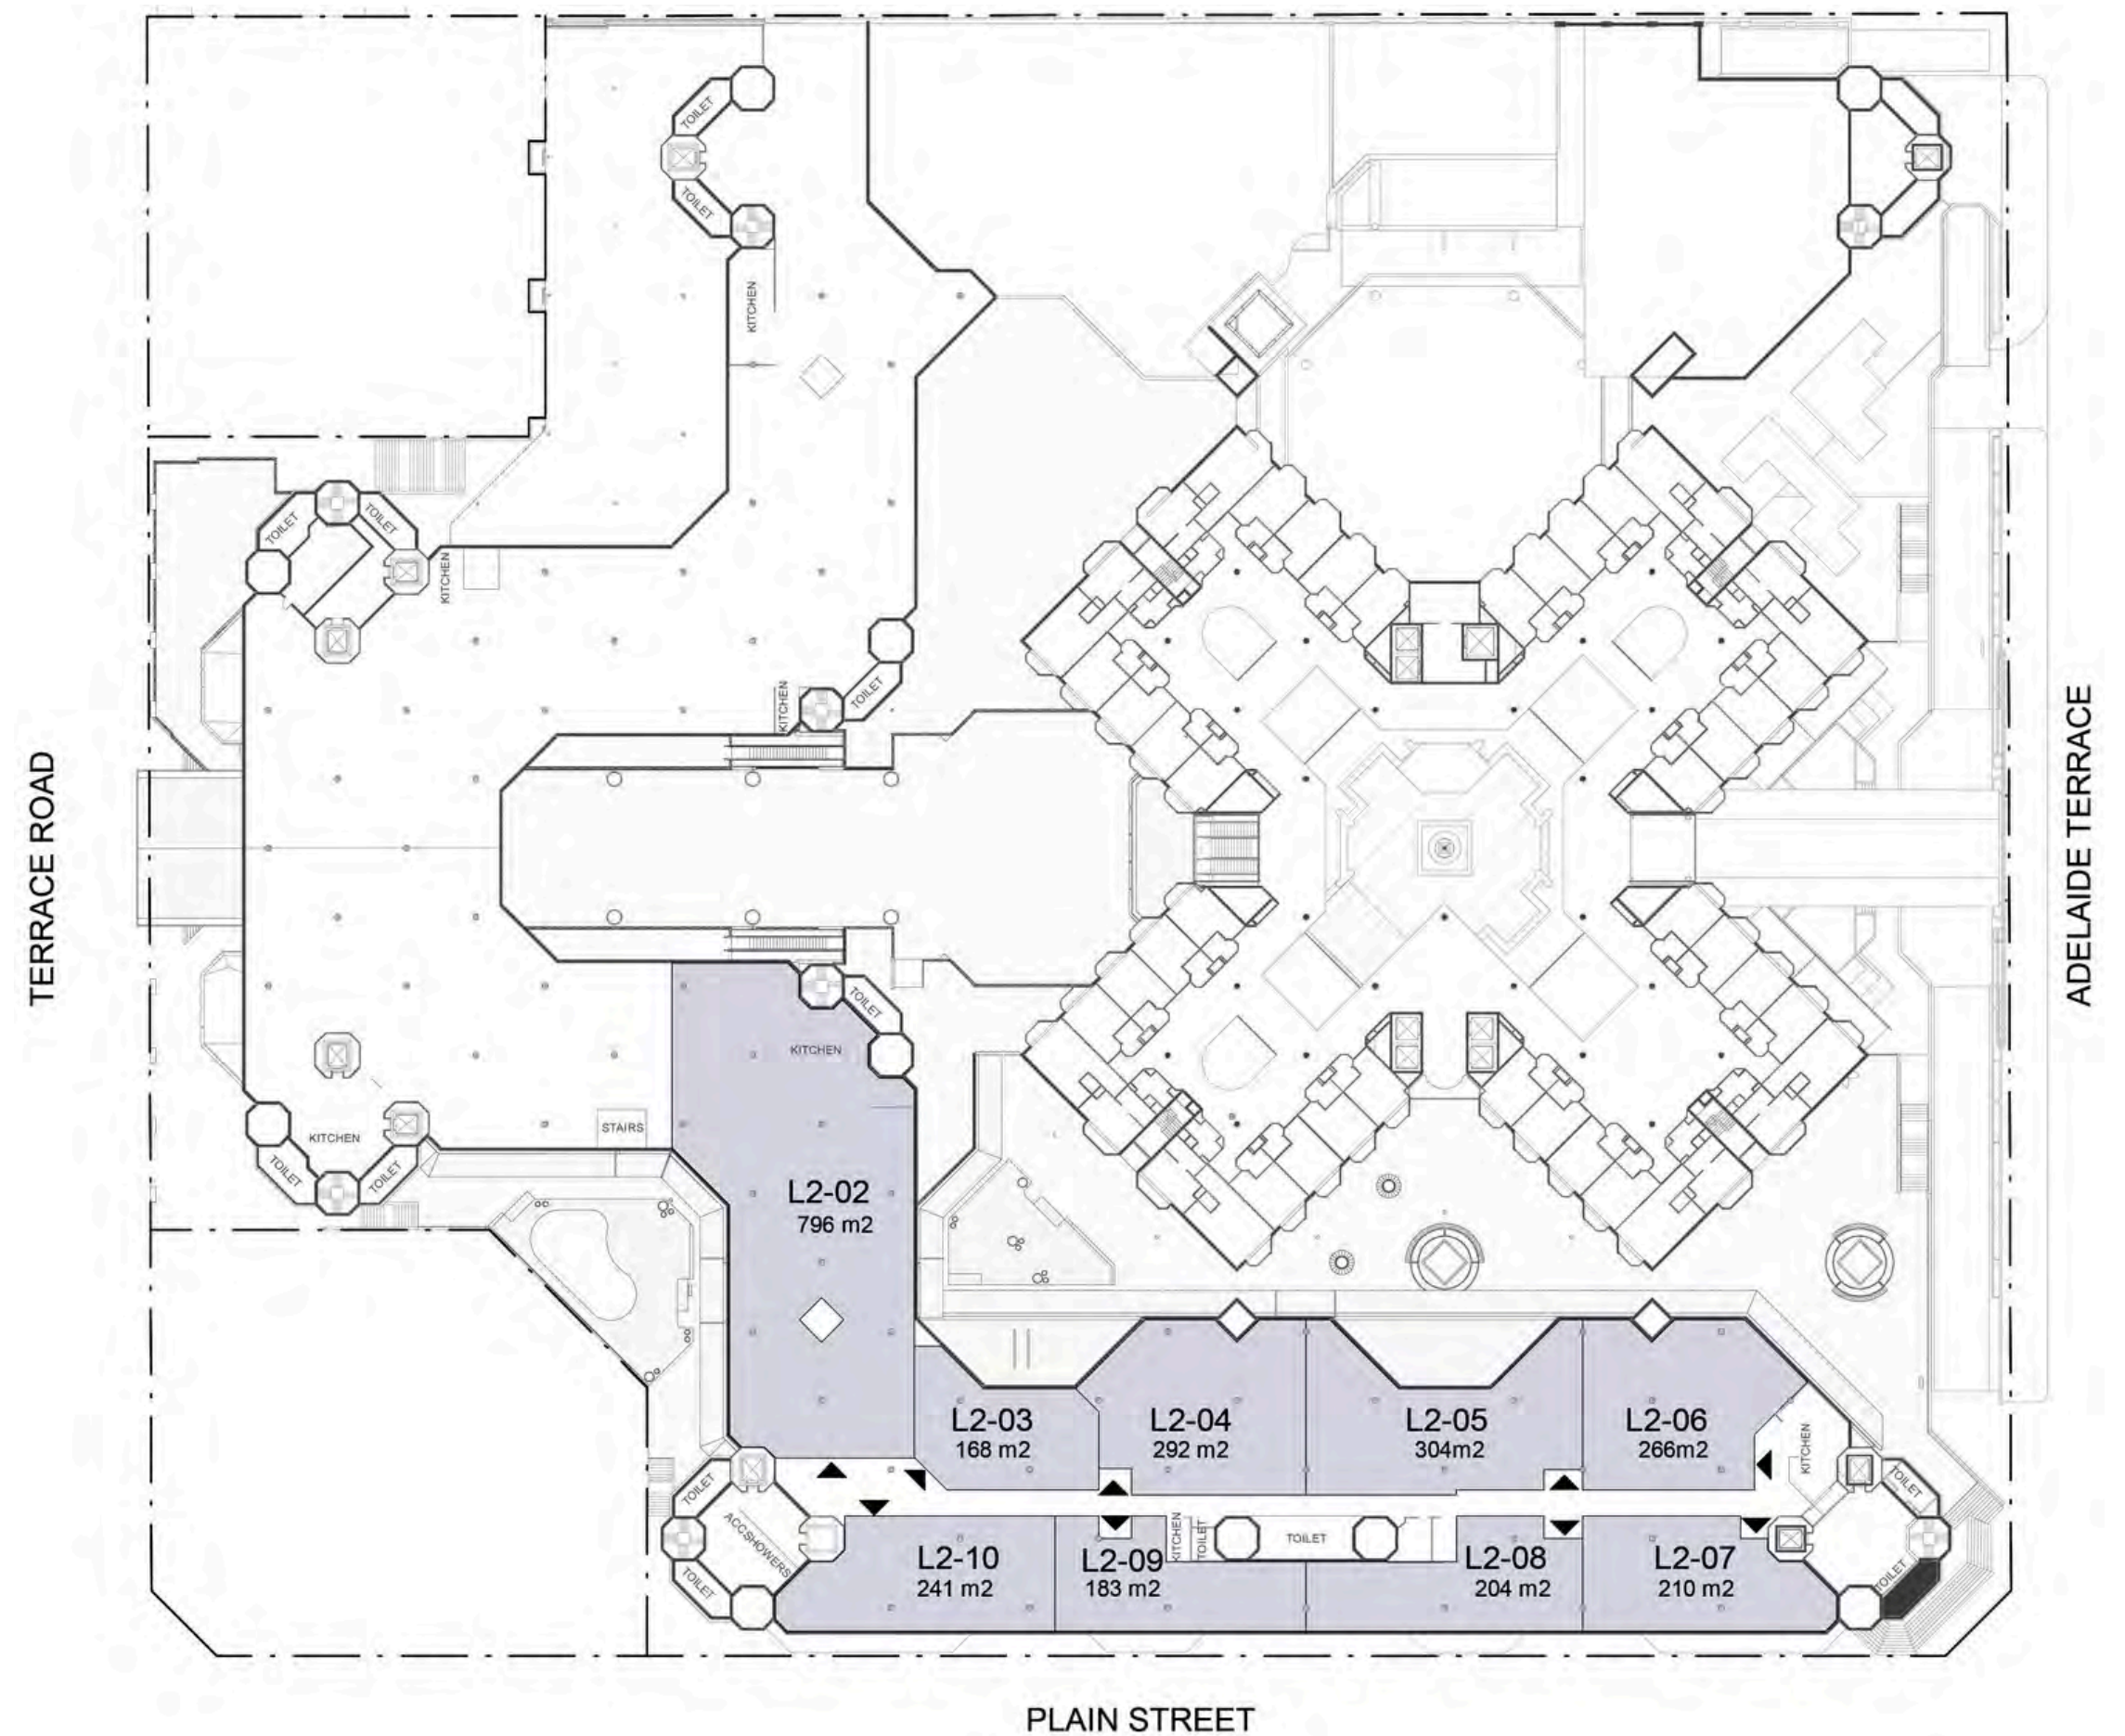 TOILET
TOILET
KITCHEN
TOILET
TOILET
KITCHEN
KITCHEN
TOILET
TERRACE ROAD
ADELAIDE TERRACE
TOILET
KITCHEN
STAIRS
KITCHEN
TOILET
TOILET
L2-02
796 m2
L2-03
168 m2
L2-04
292 m2
L2-05
304m2
L2-06
266m2
KITCHEN
TOILET
TOILET
ACCSHOWERS
TOILET
KITCHEN
TOILET
TOILET
L2-10
241 m2
L2-09
183 m2
L2-08
204 m2
L2-07
210 m2
TOILET
PLAIN STREET